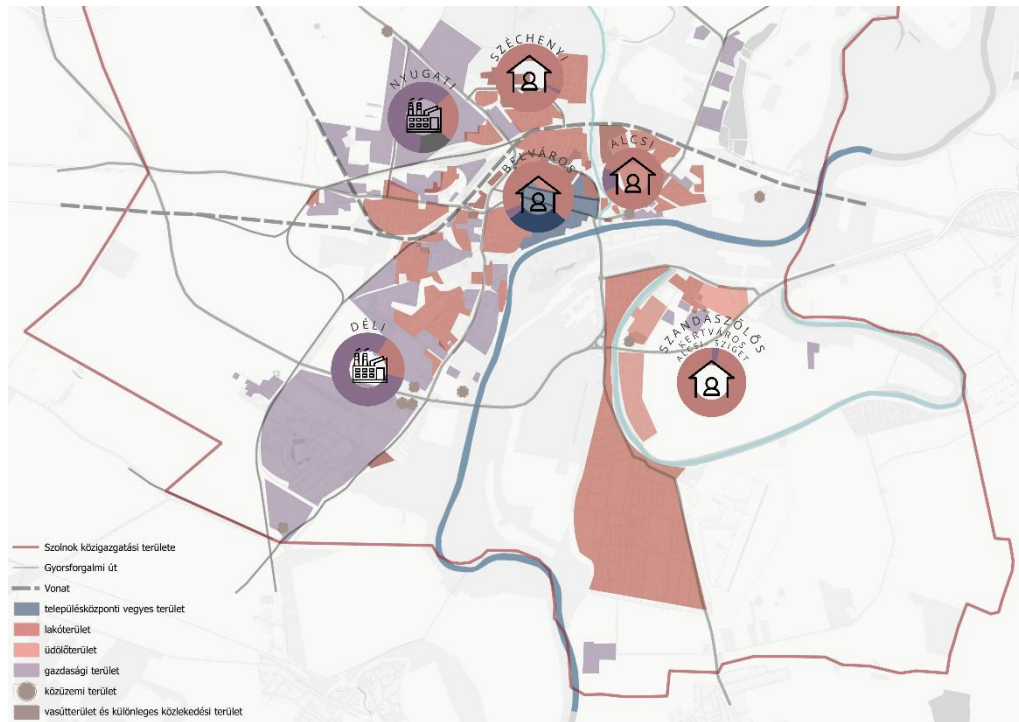 SZÉCHENYI
NYUGATI
ALCSI
BELVÁROS
SZANDASZŐLŐS
KERTVÁROS
ALCSI SZIGET
DÉLI
Szolnok közigazgatási területe
Gyorsforgalmi út
Vonat
településközponti vegyes terület
lakóterület
üdölőterület
gazdasági terület
közüzemi terület
vasútterület és különleges közlekedési terület